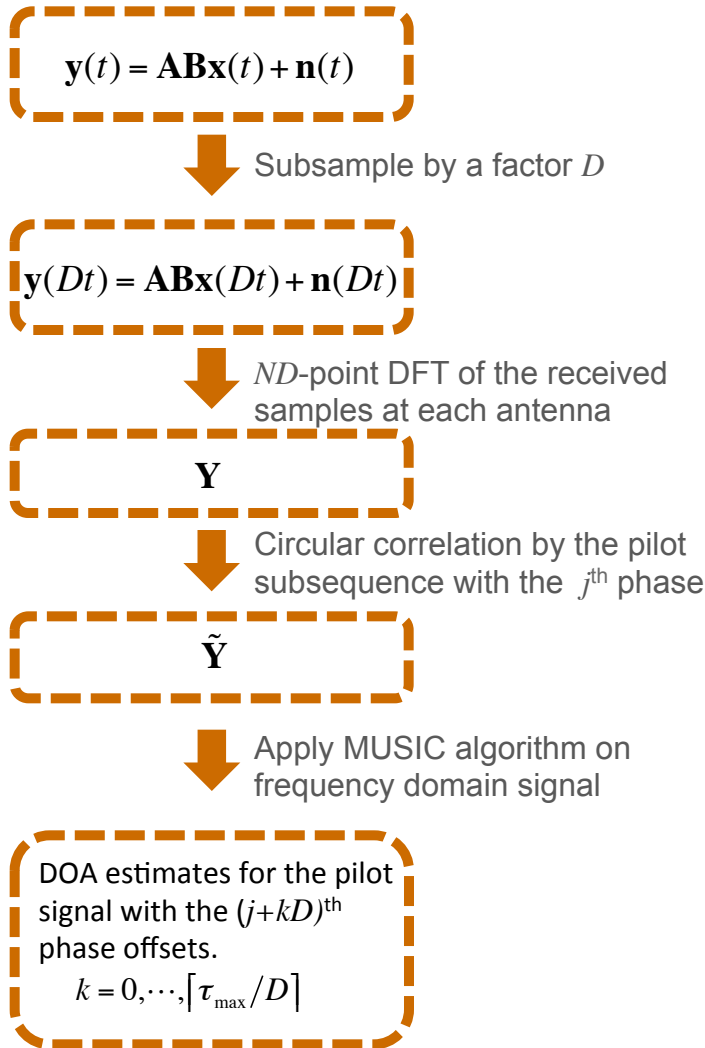 y(t) = ABx(t) + n(t)
Subsample by a factor D
y(Dt) = ABx(Dt) + n(Dt)
ND-point DFT of the received
samples at each antenna
Y
Circular correlation by the pilot
subsequence with the jᵗʰ phase
Ỹ
Apply MUSIC algorithm on
frequency domain signal
DOA estimates for the pilot
signal with the (j+kD)ᵗʰ
phase offsets.
k = 0,⋯,⌈τₘₐₓ/D⌉